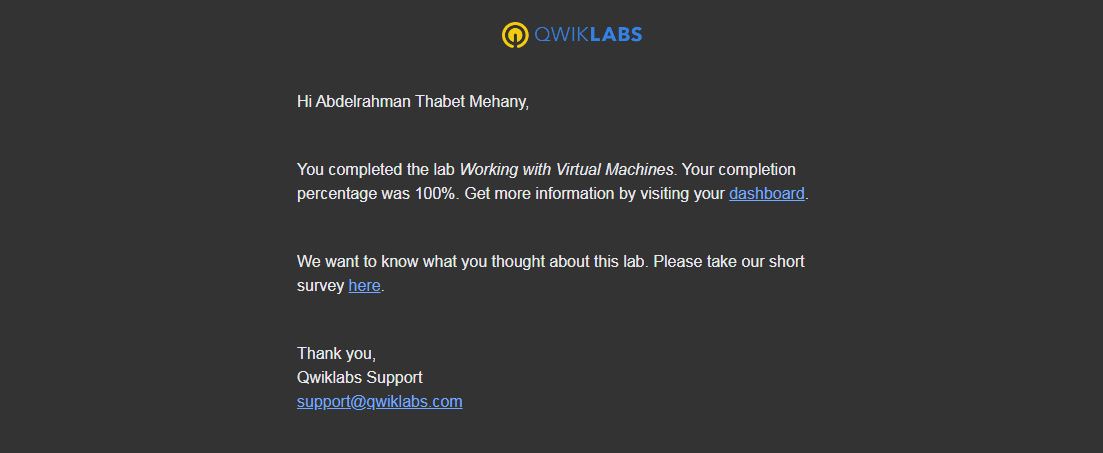 QWIKLABS
Hi Abdelrahman Thabet Mehany,
You completed the lab Working with Virtual Machines. Your completion
percentage was 100%. Get more information by visiting your dashboard.
We want to know what you thought about this lab. Please take our short
survey here.
Thank you,
Qwiklabs Support
support@qwiklabs.com